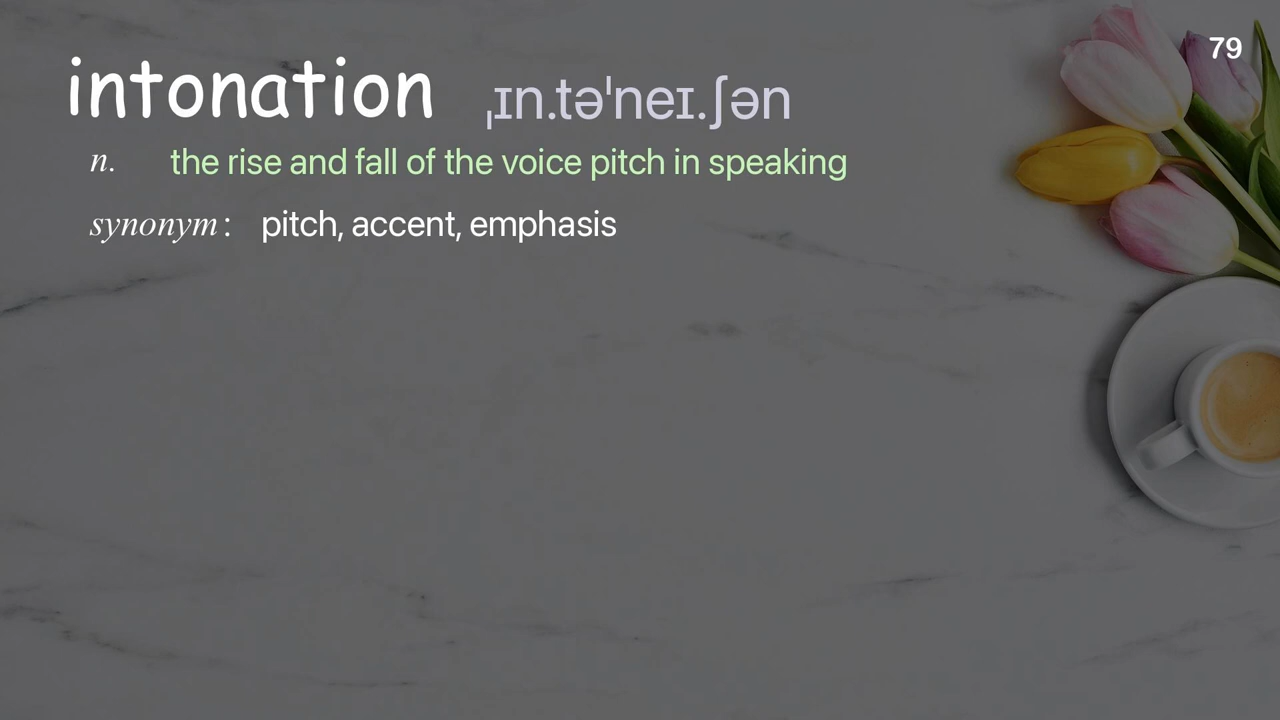 79
intonation ˌɪn.təˈneɪ.ʃən
n. the rise and fall of the voice pitch in speaking
synonym: pitch, accent, emphasis